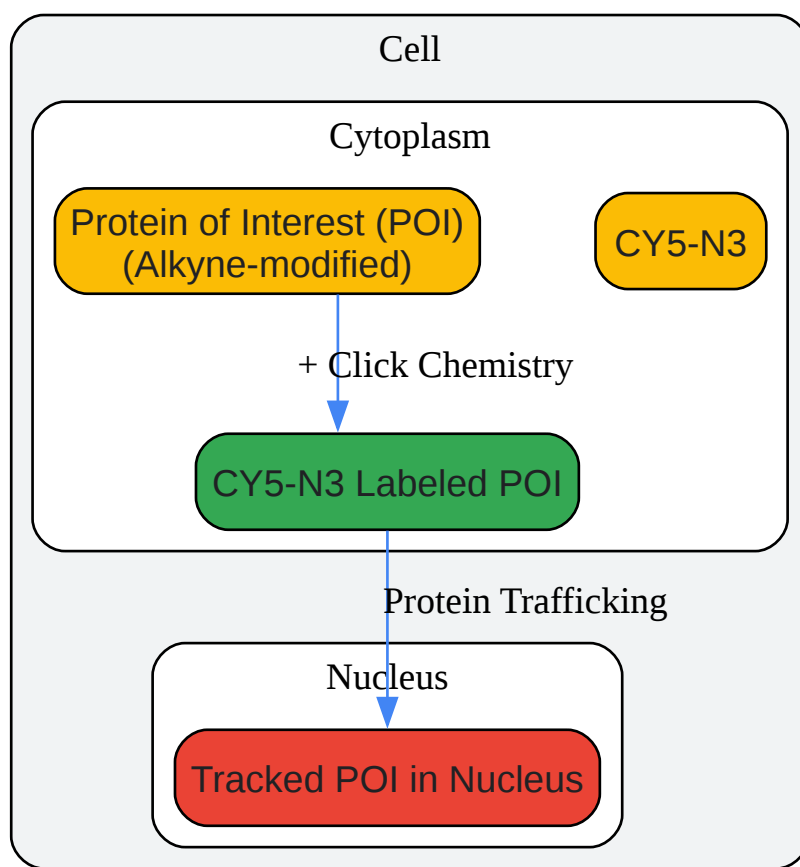 Cell
Cytoplasm
Protein of Interest (POI)
(Alkyne-modified)
CY5-N3
+ Click Chemistry
CY5-N3 Labeled POI
Protein Trafficking
Nucleus
Tracked POI in Nucleus